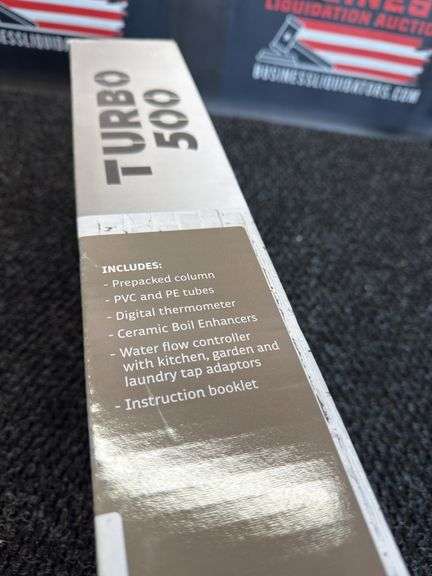 LIQUIDATION AUCTIO
BUSINESSLIQUIDATORS.COM
TURBO
500
INCLUDES:
- Prepacked column
- PVC and PE tubes
- Digital thermometer
- Ceramic Boil Enhancers
- Water flow controller
with kitchen, garden and
laundry tap adaptors
- Instruction booklet